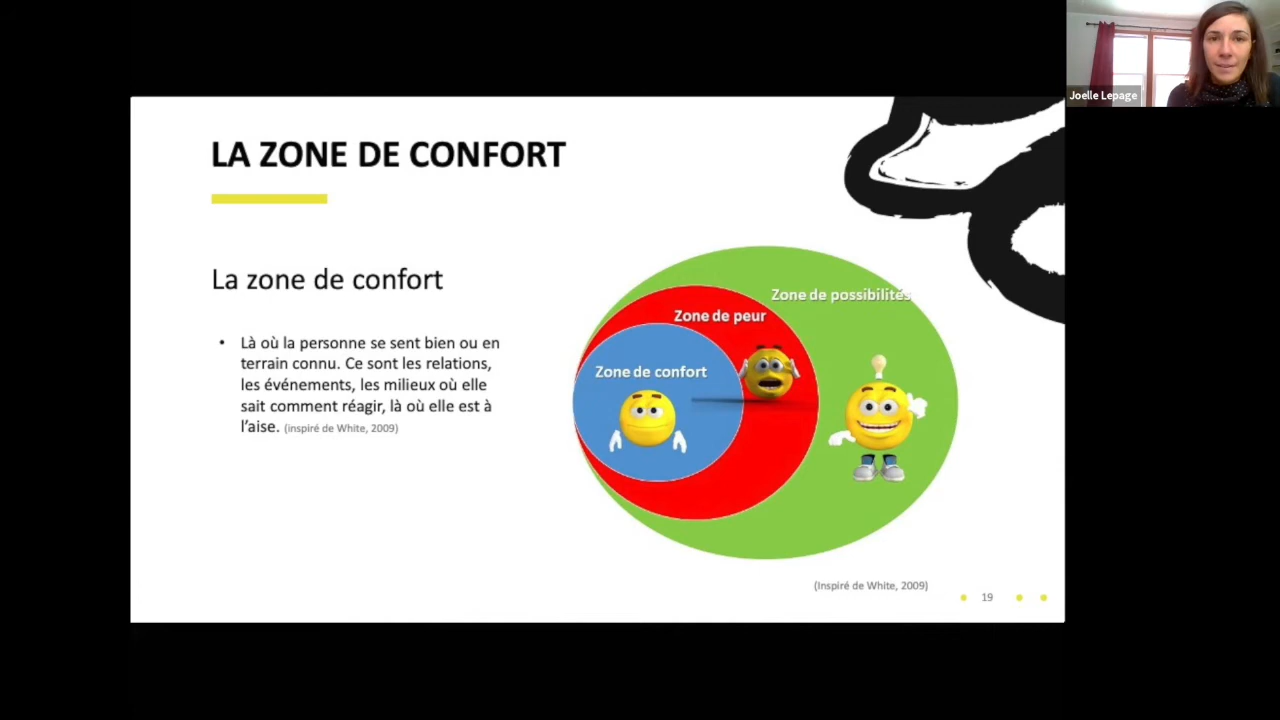 Joelle Lepage
LA ZONE DE CONFORT
La zone de confort
• Là où la personne se sent bien ou en
terrain connu. Ce sont les relations,
les événements, les milieux où elle
sait comment réagir, là où elle est à
l'aise. (inspiré de White, 2009)
Zone de possibilités
Zone de peur
Zone de confort
(Inspiré de White, 2009)
19